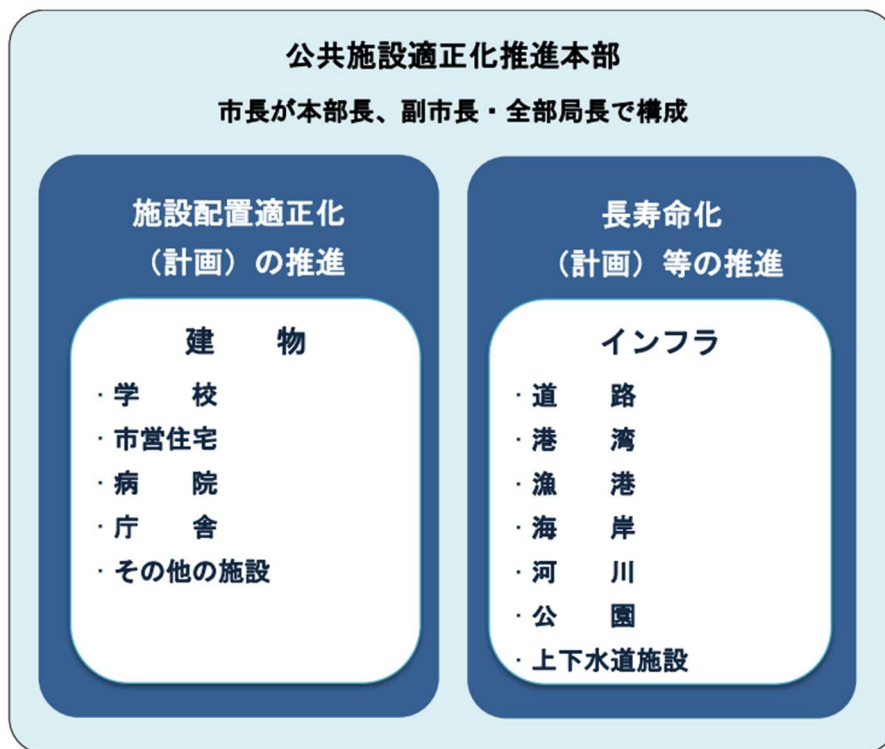 公共施設適正化推進本部
市長が本部長、副市長・全部局長で構成
施設配置適正化
（計画）の推進
建　　物
・学　　校
・市営住宅
・病　　院
・庁　　舎
・その他の施設
長寿命化
（計画）等の推進
インフラ
・道　　路
・港　　湾
・漁　　港
・海　　岸
・河　　川
・公　　園
・上下水道施設